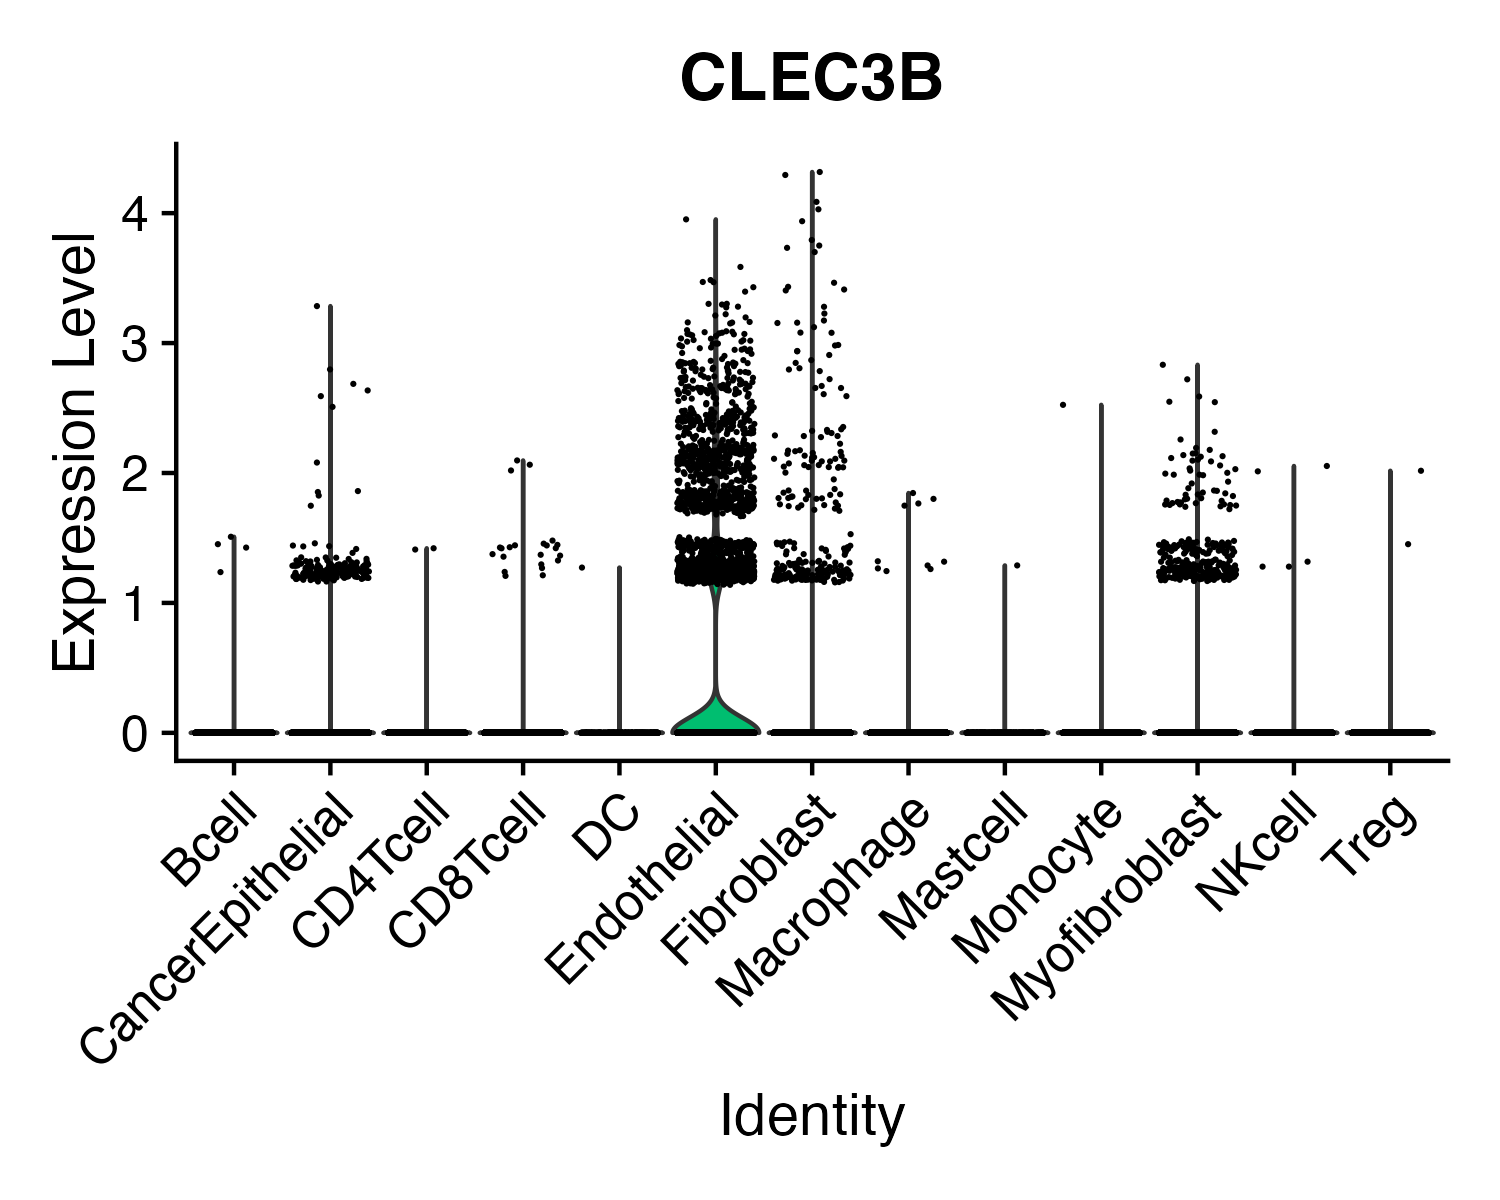 CLEC3B
Expression Level
4
3
2
1
0
Bcell
CancerEpithelial
CD4Tcell
CD8Tcell
DC
Endothelial
Fibroblast
Macrophage
Mastcell
Monocyte
Myofibroblast
NKcell
Treg
Identity